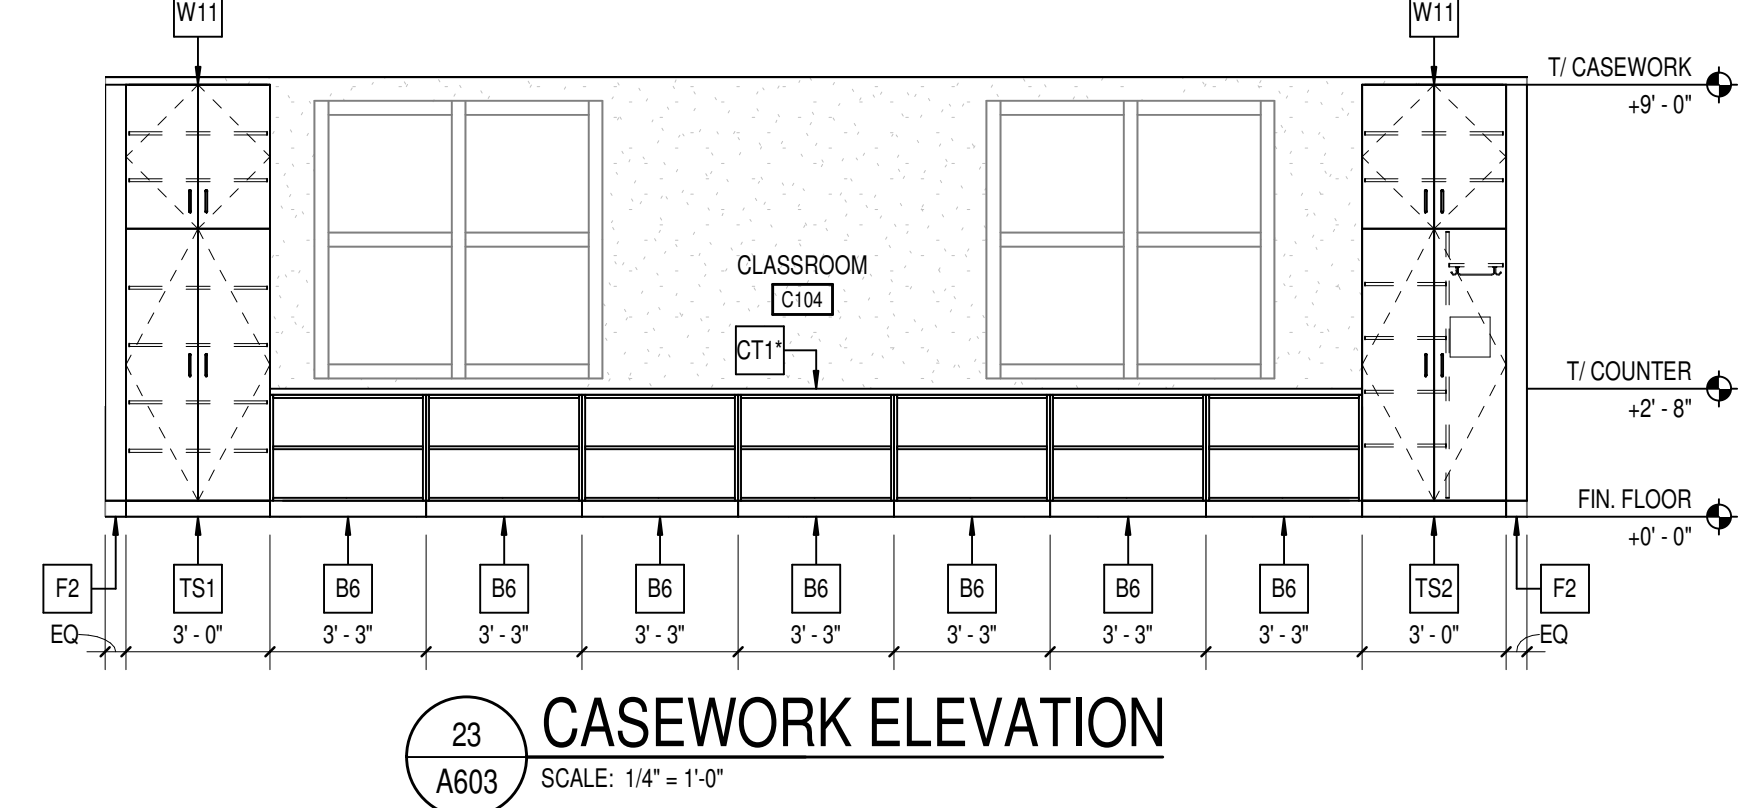 W11
W11
T/ CASEWORK
+9' - 0"
CLASSROOM
C104
CT1*
T/ COUNTER
+2' - 8"
FIN. FLOOR
+0' - 0"
F2
TS1
B6
B6
B6
B6
B6
B6
B6
TS2
F2
EQ
3' - 0"
3' - 3"
3' - 3"
3' - 3"
3' - 3"
3' - 3"
3' - 3"
3' - 3"
3' - 0"
EQ
23
A603
CASEWORK ELEVATION
SCALE: 1/4" = 1'-0"